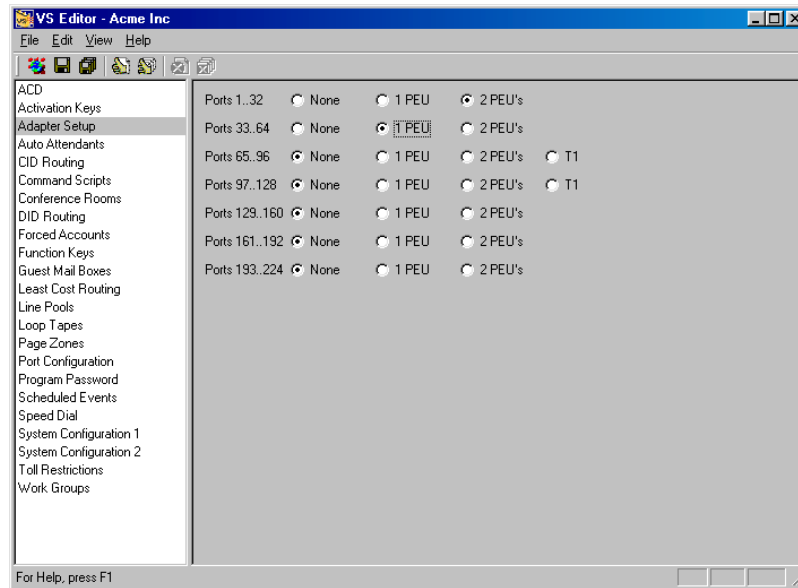 VS Editor - Acme Inc
File Edit View Help
ACD
Activation Keys
Adapter Setup
Auto Attendants
CID Routing
Command Scripts
Conference Rooms
DID Routing
Forced Accounts
Function Keys
Guest Mail Boxes
Least Cost Routing
Line Pools
Loop Tapes
Page Zones
Port Configuration
Program Password
Scheduled Events
Speed Dial
System Configuration 1
System Configuration 2
Toll Restrictions
Work Groups
Ports 1..32 None 1 PEU 2 PEU's
Ports 33..64 None 1 PEU 2 PEU's
Ports 65..96 None 1 PEU 2 PEU's T1
Ports 97..128 None 1 PEU 2 PEU's T1
Ports 129..160 None 1 PEU 2 PEU's
Ports 161..192 None 1 PEU 2 PEU's
Ports 193..224 None 1 PEU 2 PEU's
For Help, press F1